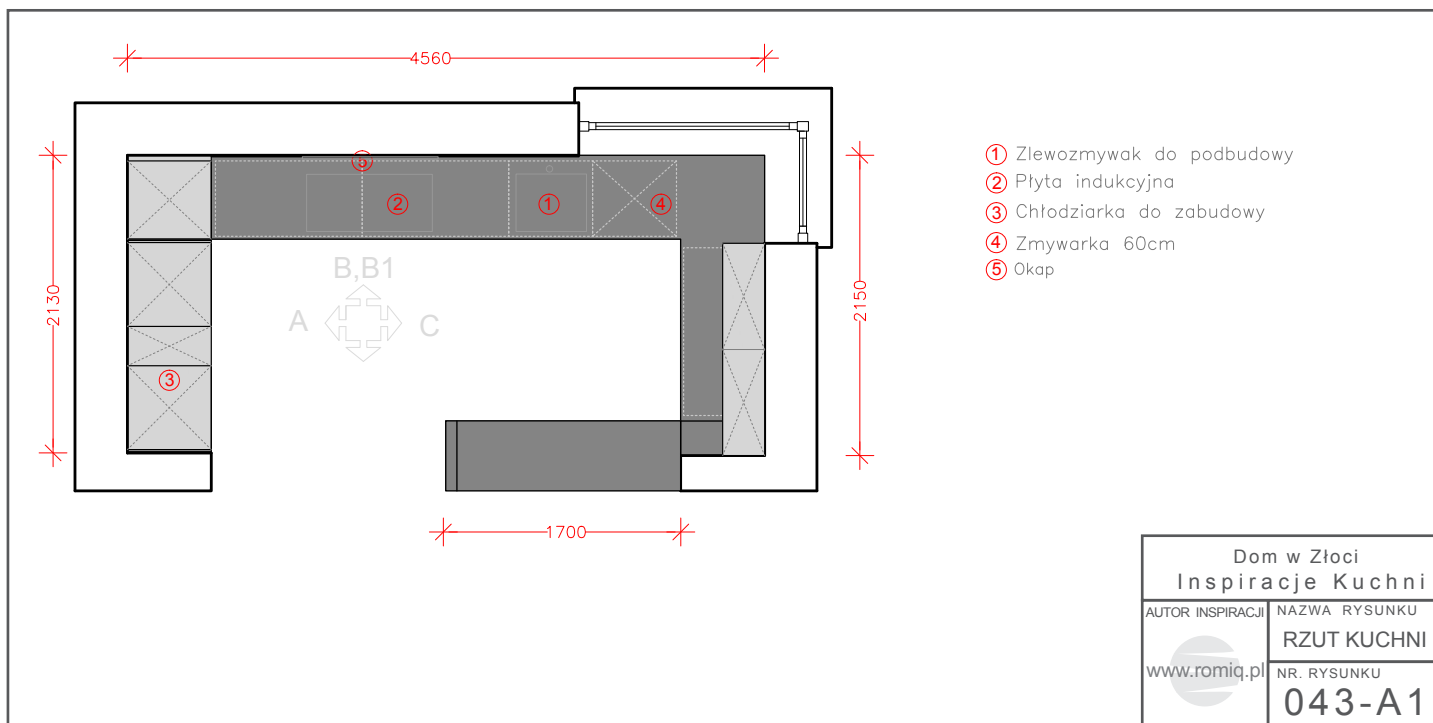 4560
① Zlewozmywak do podbudowy
② Płyta indukcyjna
③ Chłodziarka do zabudowy
④ Zmywarka 60cm
⑤ Okap
5
2
1
4
B,B1
A
C
2130
2150
3
1700
Dom w Złoci
Inspiracje Kuchni
AUTOR INSPIRACJI
www.romiq.pl
NAZWA RYSUNKU
RZUT KUCHNI
NR. RYSUNKU
043-A1